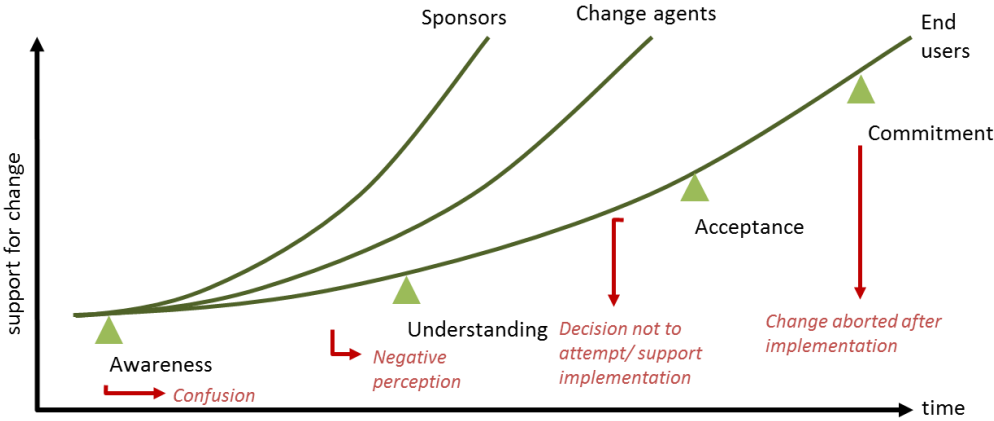 Sponsors
Change agents
End
users
support for change
Commitment
Acceptance
Understanding
Awareness
Confusion
Negative
perception
Decision not to
attempt/ support
implementation
Change aborted after
implementation
time